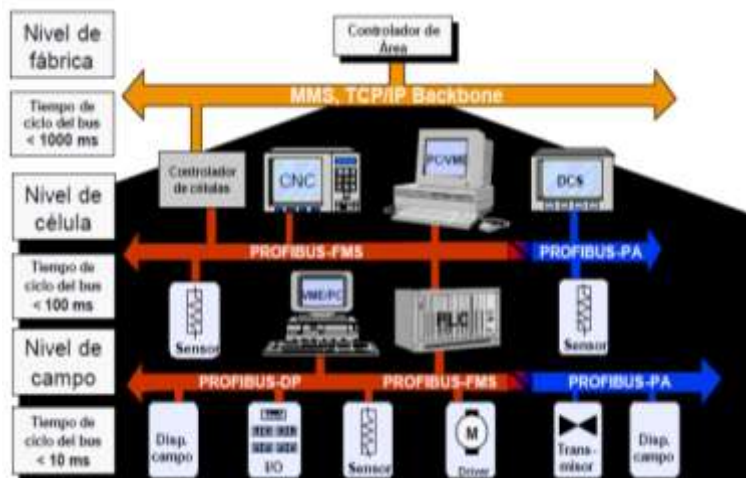 Nivel de
fábrica
Controlador de
Área
MMS, TCP/IP Backbone
Tiempo de
ciclo del bus
< 1000 ms
Controlador
de células
CNC
PC/VME
DCS
Nivel de
célula
PROFIBUS-FMS
PROFIBUS-PA
Tiempo de
ciclo del bus
< 100 ms
Sensor
VME/PC
PLC
Sensor
Nivel de
campo
PROFIBUS-DP
PROFIBUS-FMS
PROFIBUS-PA
Tiempo de
ciclo del bus
< 10 ms
Disp.
campo
I/O
Sensor
M
Driver
Trans-
misor
Disp.
campo